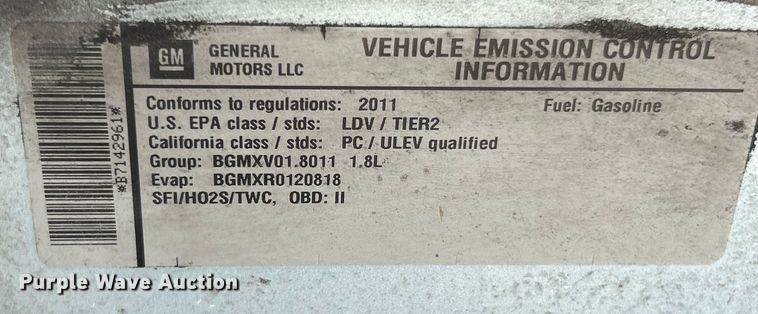 *B7142961*
GM
GENERAL
MOTORS LLC
VEHICLE EMISSION CONTROL
INFORMATION
Conforms to regulations: 2011 Fuel: Gasoline
U.S. EPA class / stds: LDV / TIER2
California class / stds: PC / ULEV qualified
Group: BGMXV01.8011 1.8L
Evap: BGMXR0120818
SFI/HO2S/TWC, OBD: II
Purple Wave Auction